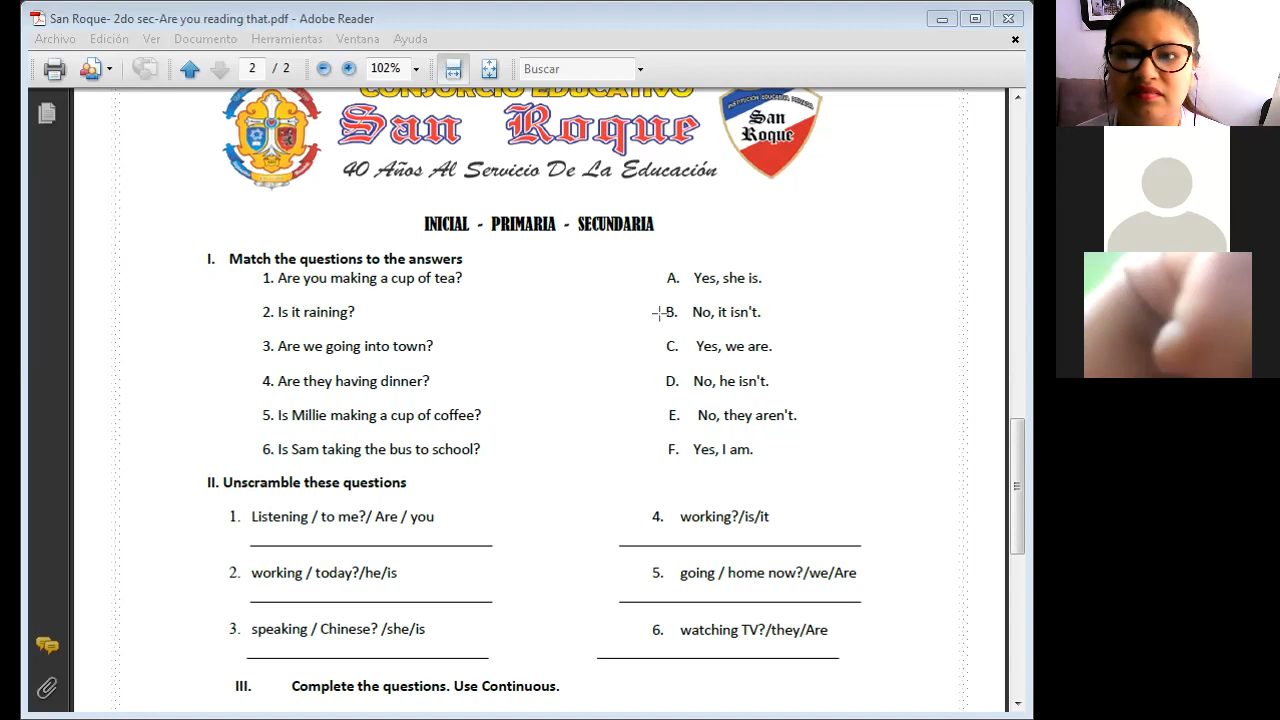 San Roque- 2do sec-Are you reading that.pdf - Adobe Reader
Archivo Edición Ver Documento Herramientas Ventana Ayuda
2 / 2 102% Buscar
CONSORCIO EDUCATIVO
San Roque
40 Años Al Servicio De La Educación
INSTITUCIÓN EDUCATIVA PRIVADA
San
Roque
INICIAL - PRIMARIA - SECUNDARIA
I. Match the questions to the answers
1. Are you making a cup of tea? A. Yes, she is.
2. Is it raining? B. No, it isn't.
3. Are we going into town? C. Yes, we are.
4. Are they having dinner? D. No, he isn't.
5. Is Millie making a cup of coffee? E. No, they aren't.
6. Is Sam taking the bus to school? F. Yes, I am.
II. Unscramble these questions
1. Listening / to me?/ Are / you 4. working?/is/it
2. working / today?/he/is 5. going / home now?/we/Are
3. speaking / Chinese? /she/is 6. watching TV?/they/Are
III. Complete the questions. Use Continuous.